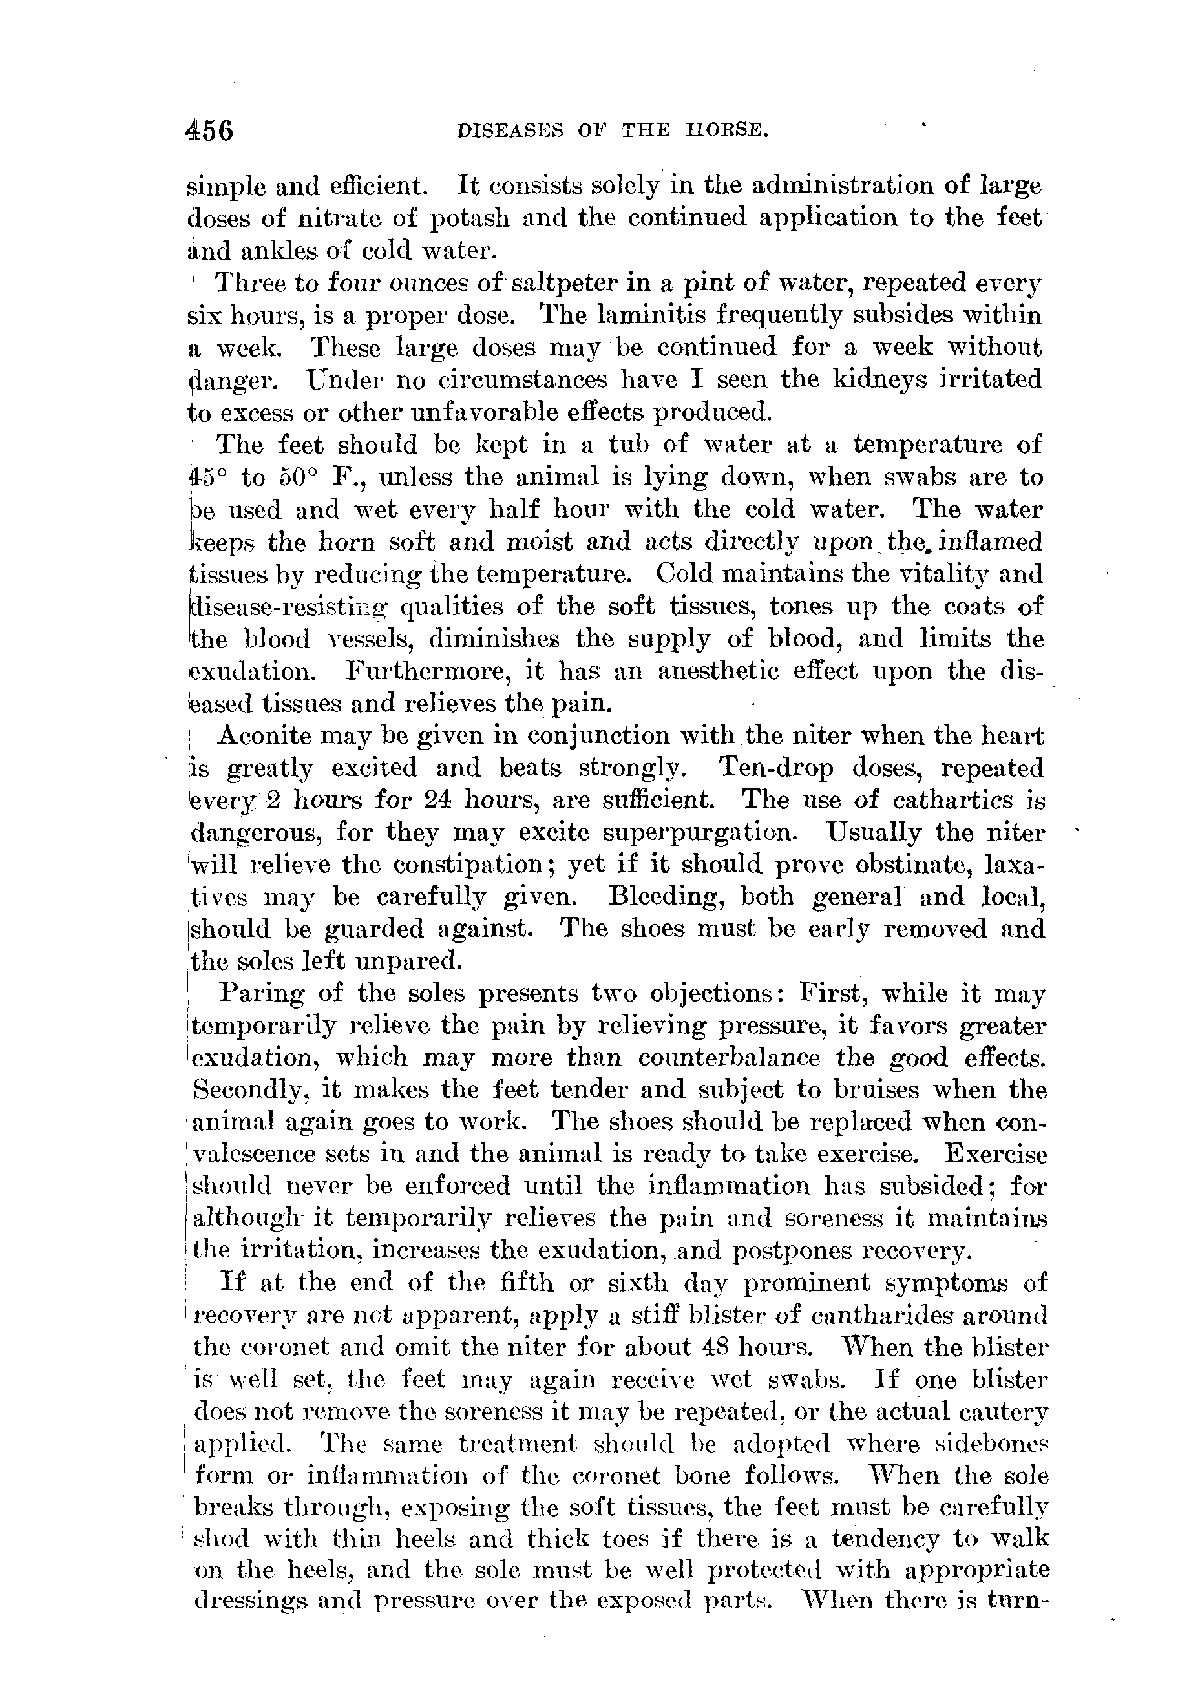 456 DISEASES OF THE HORSE.
simple and efficient. It consists solely in the administration of large
doses of nitrate of potash and the continued application to the feet
and ankles of cold water.
Three to four ounces of saltpeter in a pint of water, repeated every
six hours, is a proper dose. The laminitis frequently subsides within
a week. These large doses may be continued for a week without
danger. Under no circumstances have I seen the kidneys irritated
to excess or other unfavorable effects produced.
The feet should be kept in a tub of water at a temperature of
45° to 50° F., unless the animal is lying down, when swabs are to
be used and wet every half hour with the cold water. The water
keeps the horn soft and moist and acts directly upon the inflamed
tissues by reducing the temperature. Cold maintains the vitality and
disease-resisting qualities of the soft tissues, tones up the coats of
the blood vessels, diminishes the supply of blood, and limits the
exudation. Furthermore, it has an anesthetic effect upon the dis-
eased tissues and relieves the pain.
Aconite may be given in conjunction with the niter when the heart
is greatly excited and beats strongly. Ten-drop doses, repeated
every 2 hours for 24 hours, are sufficient. The use of cathartics is
dangerous, for they may excite superpurgation. Usually the niter
will relieve the constipation; yet if it should prove obstinate, laxa-
tives may be carefully given. Bleeding, both general and local,
should be guarded against. The shoes must be early removed and
the soles left unpared.
Paring of the soles presents two objections: First, while it may
temporarily relieve the pain by relieving pressure, it favors greater
exudation, which may more than counterbalance the good effects.
Secondly, it makes the feet tender and subject to bruises when the
animal again goes to work. The shoes should be replaced when con-
valescence sets in and the animal is ready to take exercise. Exercise
should never be enforced until the inflammation has subsided; for
although it temporarily relieves the pain and soreness it maintains
the irritation, increases the exudation, and postpones recovery.
If at the end of the fifth or sixth day prominent symptoms of
recovery are not apparent, apply a stiff blister of cantharides around
the coronet and omit the niter for about 48 hours. When the blister
is well set, the feet may again receive wet swabs. If one blister
does not remove the soreness it may be repeated, or the actual cautery
applied. The same treatment should be adopted where sidebones
form or inflammation of the coronet bone follows. When the sole
breaks through, exposing the soft tissues, the feet must be carefully
shod with thin heels and thick toes if there is a tendency to walk
on the heels, and the sole must be well protected with appropriate
dressings and pressure over the exposed parts. When there is turn-